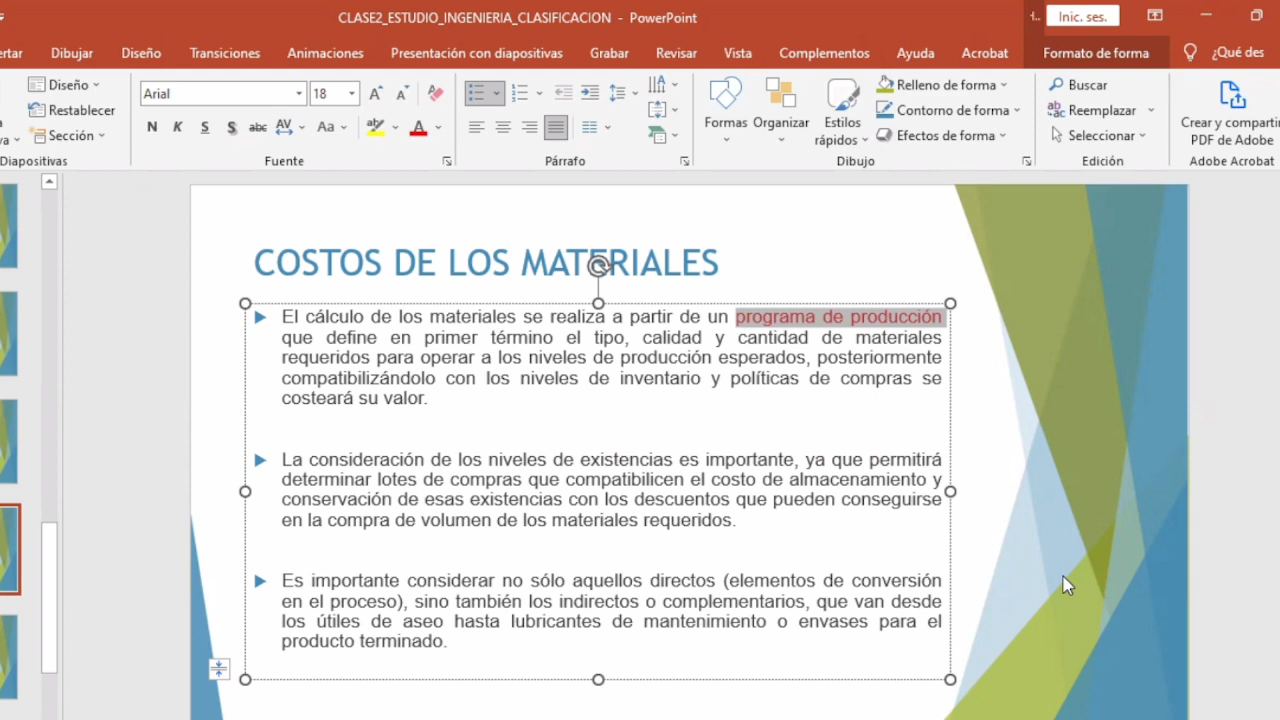 CLASE2_ESTUDIO_INGENIERIA_CLASIFICACION - PowerPoint
Inic. ses.
ertar Dibujar Diseño Transiciones Animaciones Presentación con diapositivas Grabar Revisar Vista Complementos Ayuda Acrobat Formato de forma ¿Qué des
Diseño
Restablecer
Sección
Diapositivas
Arial 18
N K S S abc AV Aa A
Fuente
Párrafo
Formas Organizar Estilos rápidos
Relleno de forma
Contorno de forma
Efectos de forma
Dibujo
Buscar
Reemplazar
Seleccionar
Edición
Crear y comparti
PDF de Adobe
Adobe Acrobat
COSTOS DE LOS MATERIALES
El cálculo de los materiales se realiza a partir de un programa de producción
que define en primer término el tipo, calidad y cantidad de materiales
requeridos para operar a los niveles de producción esperados, posteriormente
compatibilizándolo con los niveles de inventario y políticas de compras se
costeará su valor.
La consideración de los niveles de existencias es importante, ya que permitirá
determinar lotes de compras que compatibilicen el costo de almacenamiento y
conservación de esas existencias con los descuentos que pueden conseguirse
en la compra de volumen de los materiales requeridos.
Es importante considerar no sólo aquellos directos (elementos de conversión
en el proceso), sino también los indirectos o complementarios, que van desde
los útiles de aseo hasta lubricantes de mantenimiento o envases para el
producto terminado.